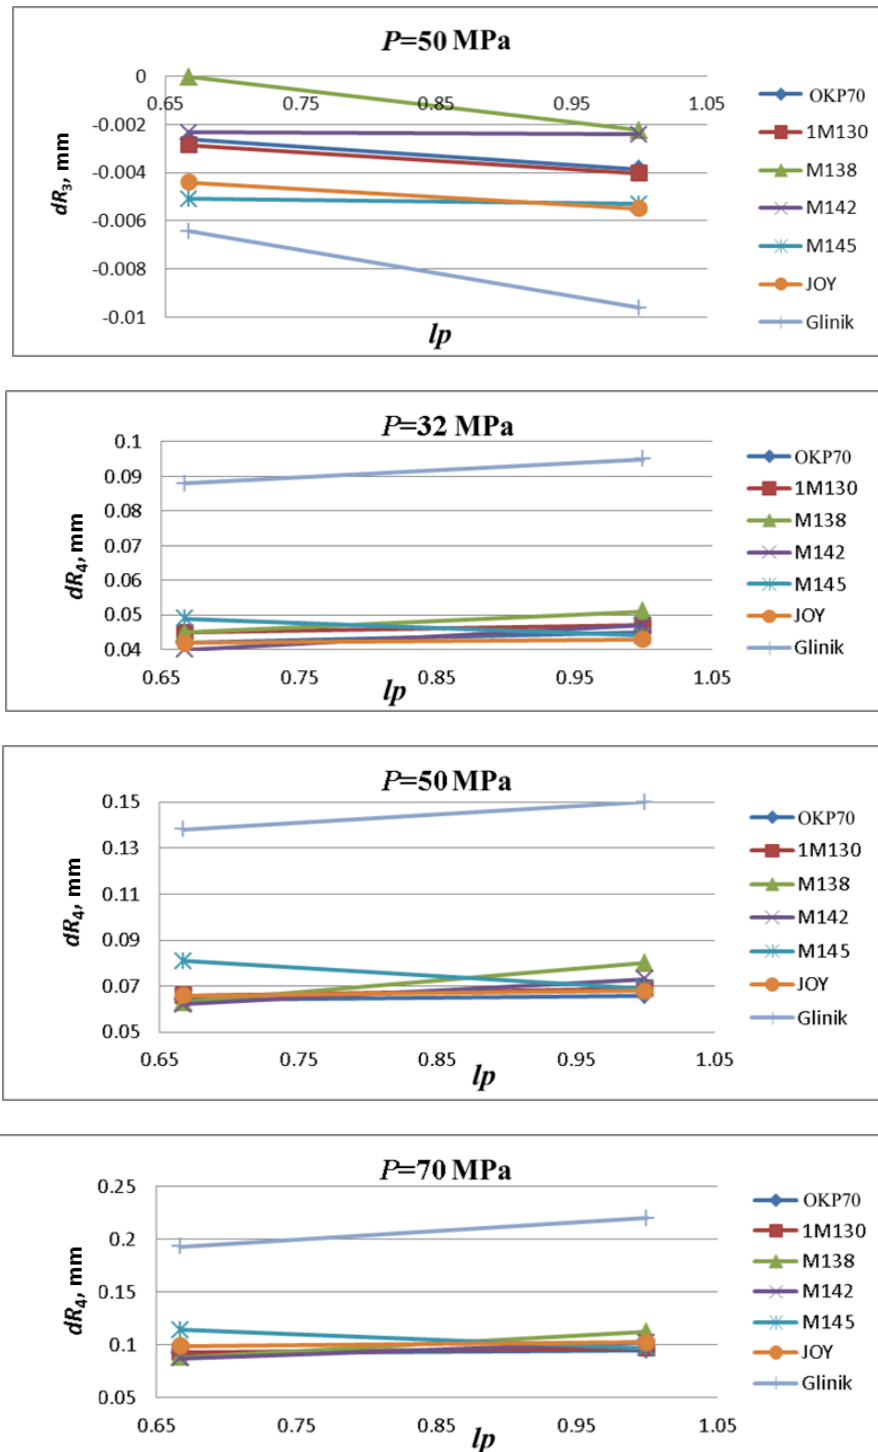 P=50 MPa
0
0.65 0.75 0.85 0.95 1.05
-0.002
-0.004
-0.006
-0.008
-0.01
dR3, mm
lp
OKP70
1M130
M138
M142
M145
JOY
Glinik
P=32 MPa
0.1
0.09
0.08
0.07
0.06
0.05
0.04
dR4, mm
0.65 0.75 0.85 0.95 1.05
lp
OKP70
1M130
M138
M142
M145
JOY
Glinik
P=50 MPa
0.15
0.13
0.11
0.09
0.07
0.05
dR4, mm
0.65 0.75 0.85 0.95 1.05
lp
OKP70
1M130
M138
M142
M145
JOY
Glinik
P=70 MPa
0.25
0.2
0.15
0.1
0.05
dR4, mm
0.65 0.75 0.85 0.95 1.05
lp
OKP70
1M130
M138
M142
M145
JOY
Glinik